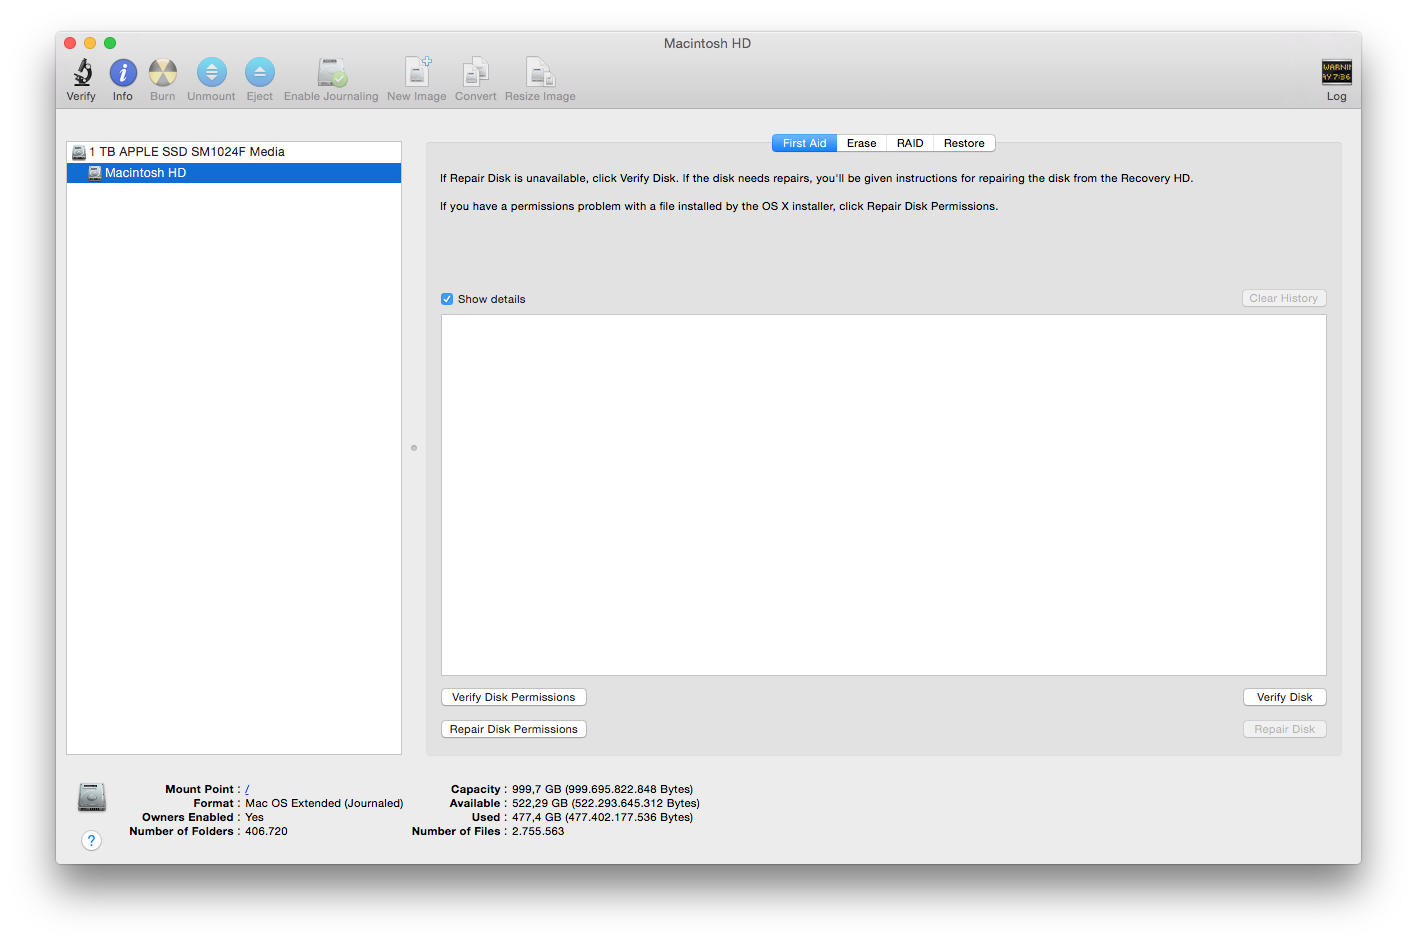 Macintosh HD
Verify Info Burn Unmount Eject Enable Journaling New Image Convert Resize Image Log
WARNIN
AY 7:36
1 TB APPLE SSD SM1024F Media
Macintosh HD
First Aid Erase RAID Restore
If Repair Disk is unavailable, click Verify Disk. If the disk needs repairs, you'll be given instructions for repairing the disk from the Recovery HD.
If you have a permissions problem with a file installed by the OS X installer, click Repair Disk Permissions.
Show details Clear History
Verify Disk Permissions Verify Disk
Repair Disk Permissions Repair Disk
Mount Point : / Capacity : 999,7 GB (999.695.822.848 Bytes)
Format : Mac OS Extended (Journaled) Available : 522,29 GB (522.293.645.312 Bytes)
Owners Enabled : Yes Used : 477,4 GB (477.402.177.536 Bytes)
Number of Folders : 406.720 Number of Files : 2.755.563
?